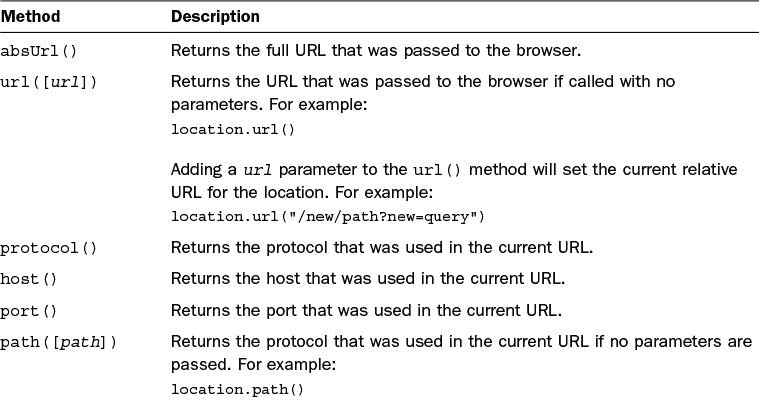 Method Description
absUrl() Returns the full URL that was passed to the browser.
url([url]) Returns the URL that was passed to the browser if called with no
parameters. For example:
location.url()
Adding a url parameter to the url() method will set the current relative
URL for the location. For example:
location.url("/new/path?new=query")
protocol() Returns the protocol that was used in the current URL.
host() Returns the host that was used in the current URL.
port() Returns the port that was used in the current URL.
path([path]) Returns the protocol that was used in the current URL if no parameters are
passed. For example:
location.path()